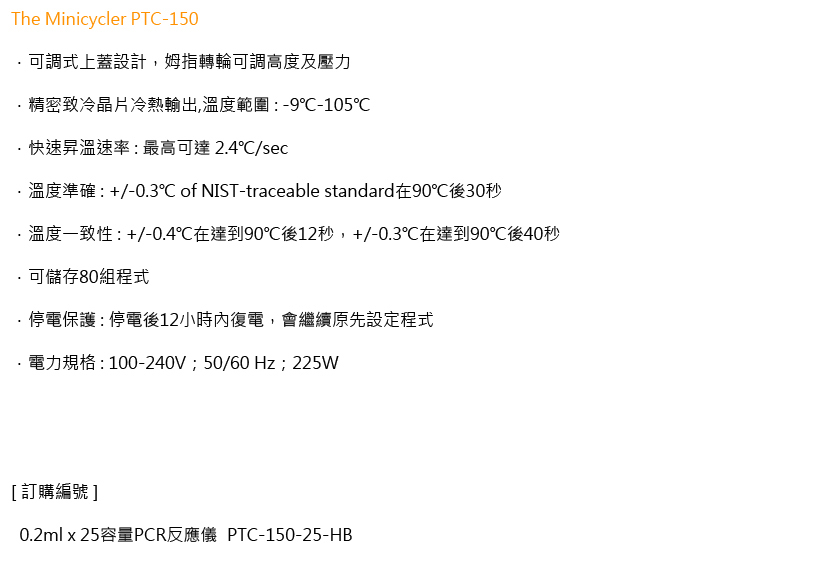 The Minicycler PTC-150
．可調式上蓋設計，姆指轉輪可調高度及壓力
．精密致冷晶片冷熱輸出,溫度範圍 : -9℃-105℃
．快速昇溫速率 : 最高可達 2.4℃/sec
．溫度準確 : +/-0.3℃ of NIST-traceable standard在90℃後30秒
．溫度一致性 : +/-0.4℃在達到90℃後12秒，+/-0.3℃在達到90℃後40秒
．可儲存80組程式
．停電保護 : 停電後12小時內復電，會繼續原先設定程式
．電力規格 : 100-240V；50/60 Hz；225W
[ 訂購編號 ]
0.2ml x 25容量PCR反應儀  PTC-150-25-HB